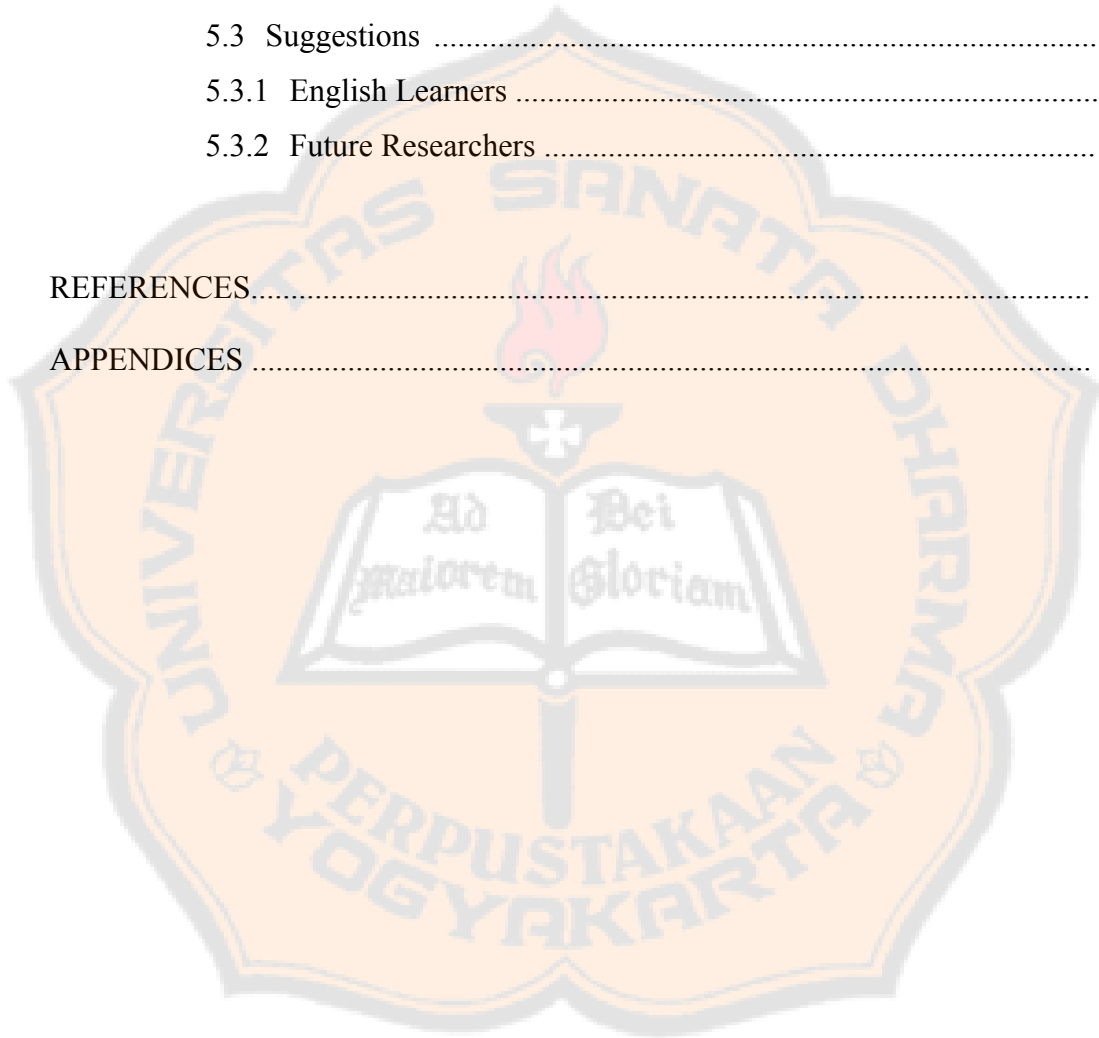 5.3 Suggestions ........................................................................................
5.3.1 English Learners ..............................................................................
5.3.2 Future Researchers ..........................................................................
REFERENCES................................................................................................
APPENDICES ................................................................................................
UNIVERSITAS SANATA DHARMA
Ad Dei
Maiorem Gloriam
PERPUSTAKAAN
YOGYAKARTA